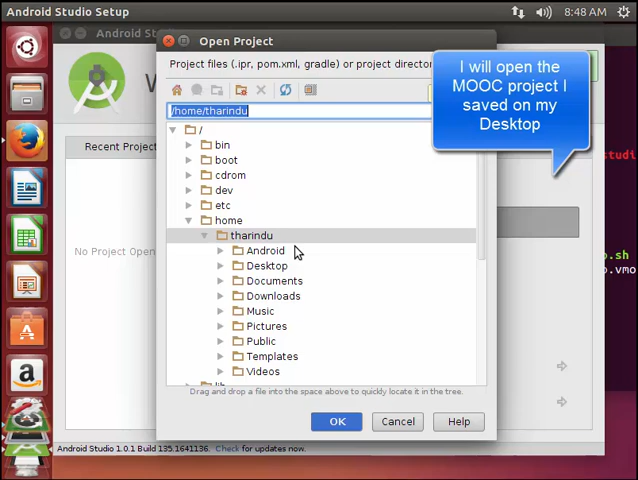 Android Studio Setup
8:48 AM
Android S
Open Project
Project files (.ipr, pom.xml, gradle) or project director
I will open the
MOOC project I
saved on my
Desktop
/home/tharindu
Recent Project
No Project Open
/
bin
boot
cdrom
dev
etc
home
tharindu
Android
Desktop
Documents
Downloads
Music
Pictures
Public
Templates
Videos
Drag and drop a file into the space above to quickly locate it in the tree.
OK
Cancel
Help
studi
o.sh
o.vmo
Android Studio 1.0.1 Build 135.1641136. Check for updates now.